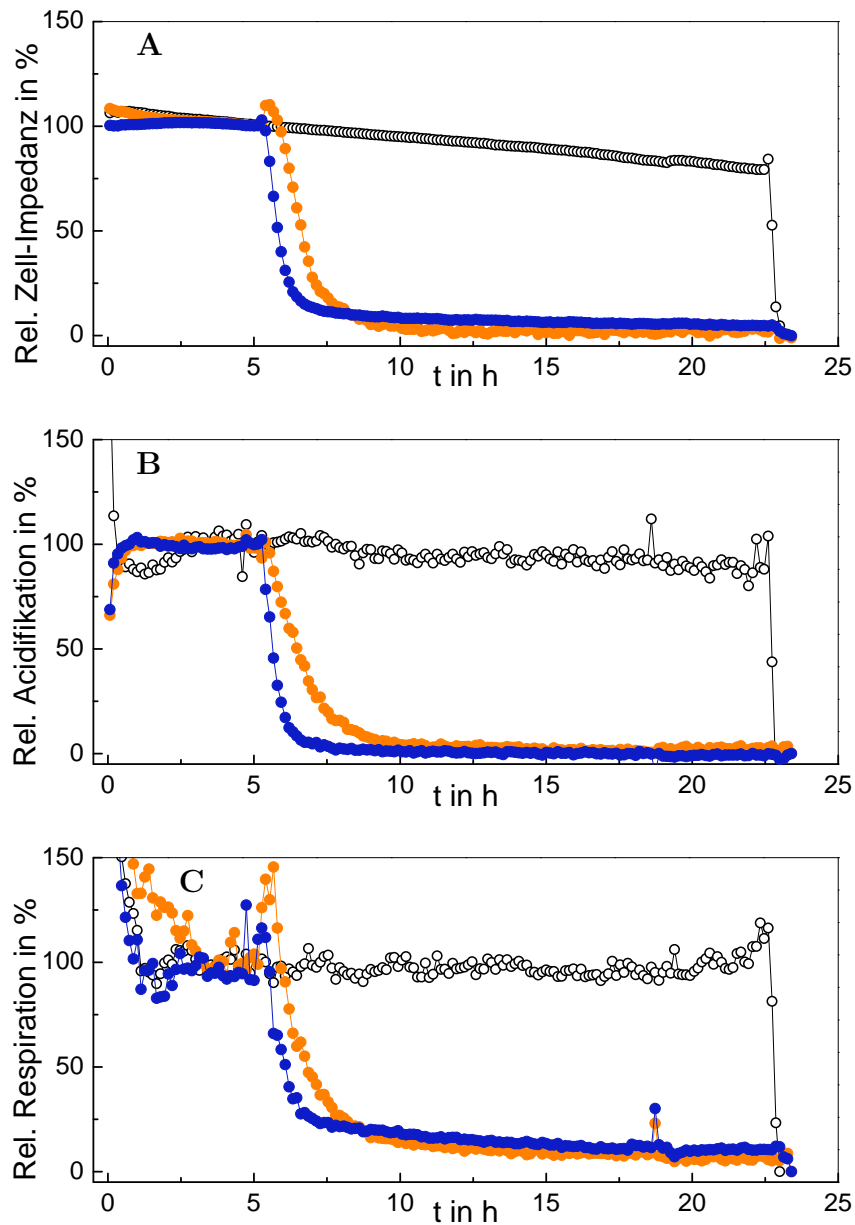 150
A
100
50
0
Rel. Zell-Impedanz in %
0 5 10 15 20 25
t in h
150
B
100
50
0
Rel. Acidifikation in %
0 5 10 15 20 25
t in h
150
C
100
50
0
Rel. Respiration in %
0 5 10 15 20 25
t in h